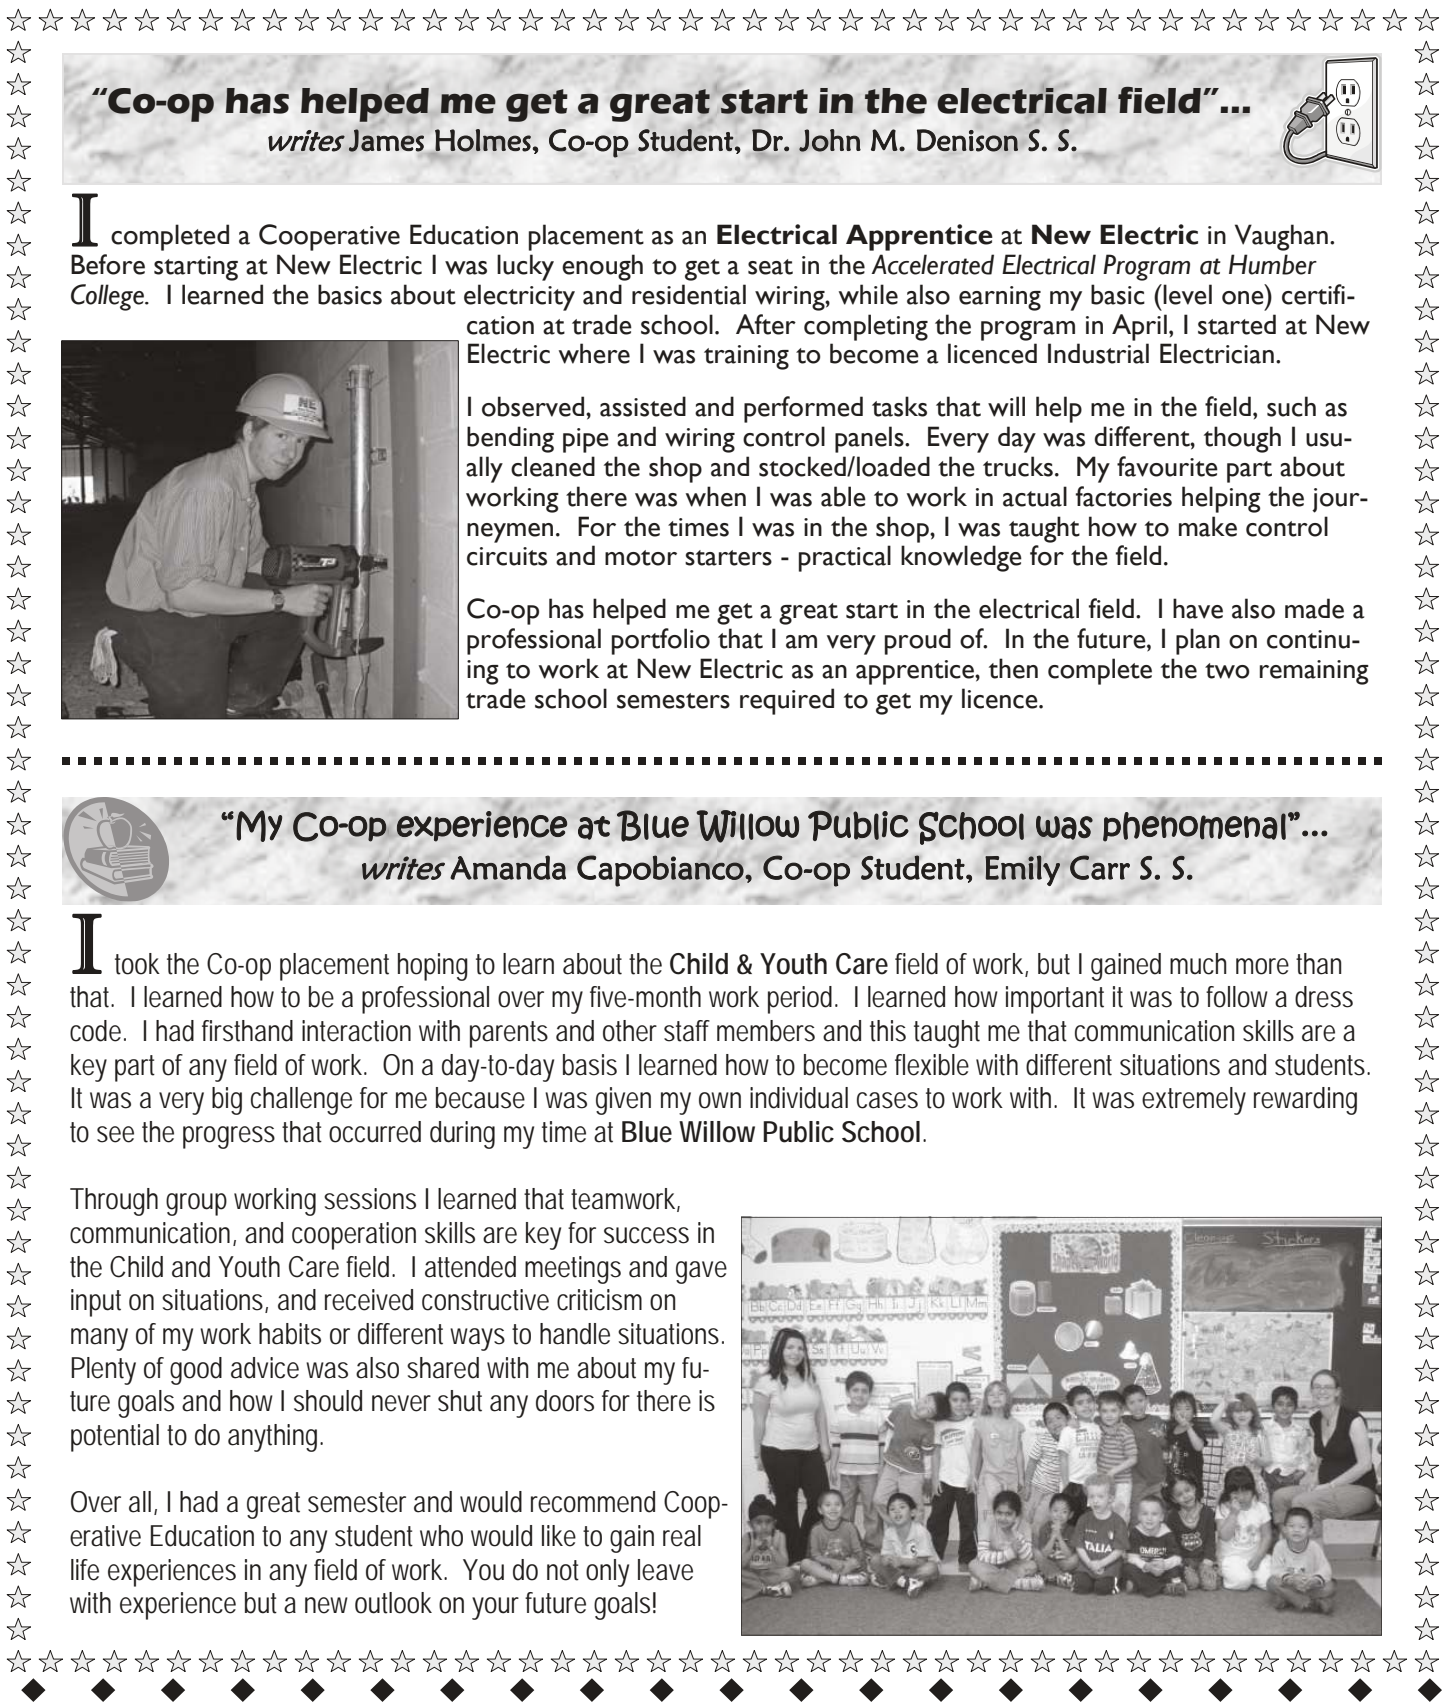 “Co-op has helped me get a great start in the electrical field”...
writes James Holmes, Co-op Student, Dr. John M. Denison S. S.
I completed a Cooperative Education placement as an Electrical Apprentice at New Electric in Vaughan.
Before starting at New Electric I was lucky enough to get a seat in the Accelerated Electrical Program at Humber
College. I learned the basics about electricity and residential wiring, while also earning my basic (level one) certifi-
cation at trade school. After completing the program in April, I started at New
Electric where I was training to become a licenced Industrial Electrician.
I observed, assisted and performed tasks that will help me in the field, such as
bending pipe and wiring control panels. Every day was different, though I usu-
ally cleaned the shop and stocked/loaded the trucks. My favourite part about
working there was when I was able to work in actual factories helping the jour-
neymen. For the times I was in the shop, I was taught how to make control
circuits and motor starters - practical knowledge for the field.
Co-op has helped me get a great start in the electrical field. I have also made a
professional portfolio that I am very proud of. In the future, I plan on continu-
ing to work at New Electric as an apprentice, then complete the two remaining
trade school semesters required to get my licence.
NE
“My Co-op experience at Blue Willow Public School was phenomenal”...
writes Amanda Capobianco, Co-op Student, Emily Carr S. S.
I took the Co-op placement hoping to learn about the Child & Youth Care field of work, but I gained much more than
that. I learned how to be a professional over my five-month work period. I learned how important it was to follow a dress
code. I had firsthand interaction with parents and other staff members and this taught me that communication skills are a
key part of any field of work. On a day-to-day basis I learned how to become flexible with different situations and students.
It was a very big challenge for me because I was given my own individual cases to work with. It was extremely rewarding
to see the progress that occurred during my time at Blue Willow Public School.
Through group working sessions I learned that teamwork,
communication, and cooperation skills are key for success in
the Child and Youth Care field. I attended meetings and gave
input on situations, and received constructive criticism on
many of my work habits or different ways to handle situations.
Plenty of good advice was also shared with me about my fu-
ture goals and how I should never shut any doors for there is
potential to do anything.
Over all, I had a great semester and would recommend Coop-
erative Education to any student who would like to gain real
life experiences in any field of work. You do not only leave
with experience but a new outlook on your future goals!
Clean-up Stickers
Bb Cc Dd Ee Ff Gg Hh Ii Jj Kk Ll Mm
Ss Tt Uu Vv
TALIA